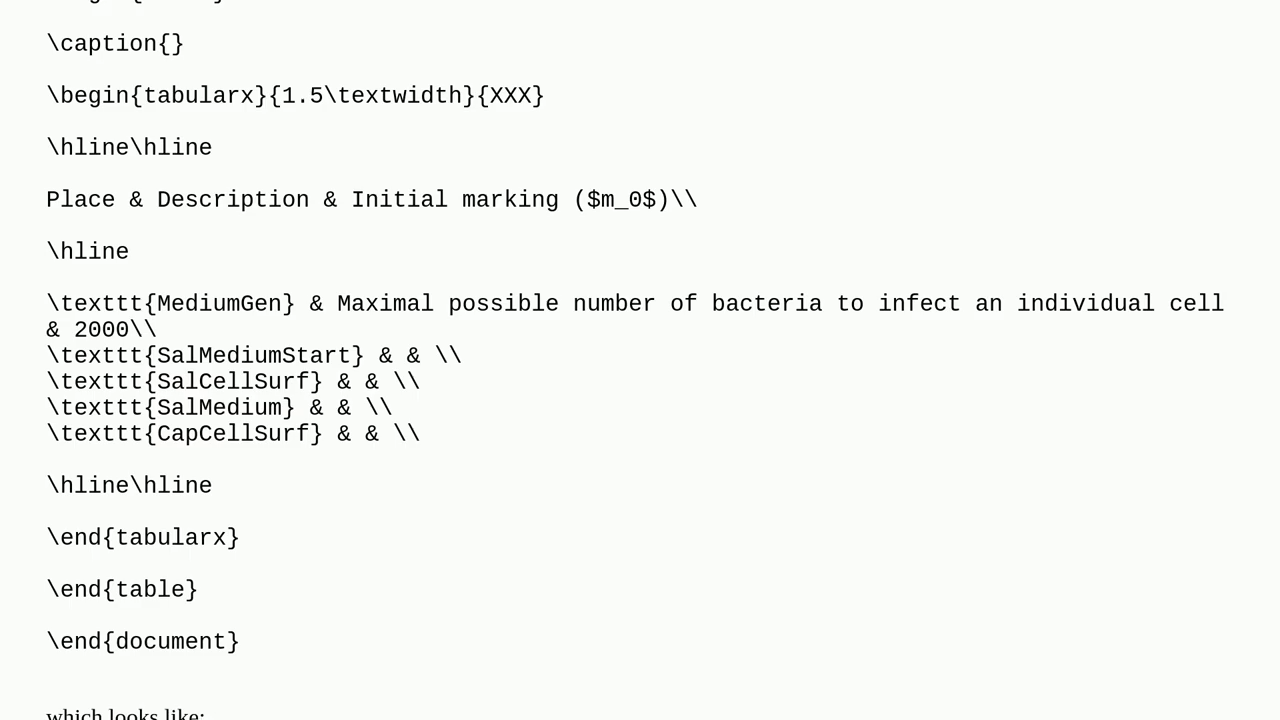 \caption{}
\begin{tabularx}{1.5\textwidth}{XXX}
\hline\hline
Place & Description & Initial marking ($m_0$)\\
\hline
\texttt{MediumGen} & Maximal possible number of bacteria to infect an individual cell
& 2000\\
\texttt{SalMediumStart} & & \\
\texttt{SalCellSurf} & & \\
\texttt{SalMedium} & & \\
\texttt{CapCellSurf} & & \\
\hline\hline
\end{tabularx}
\end{table}
\end{document}
which looks like: